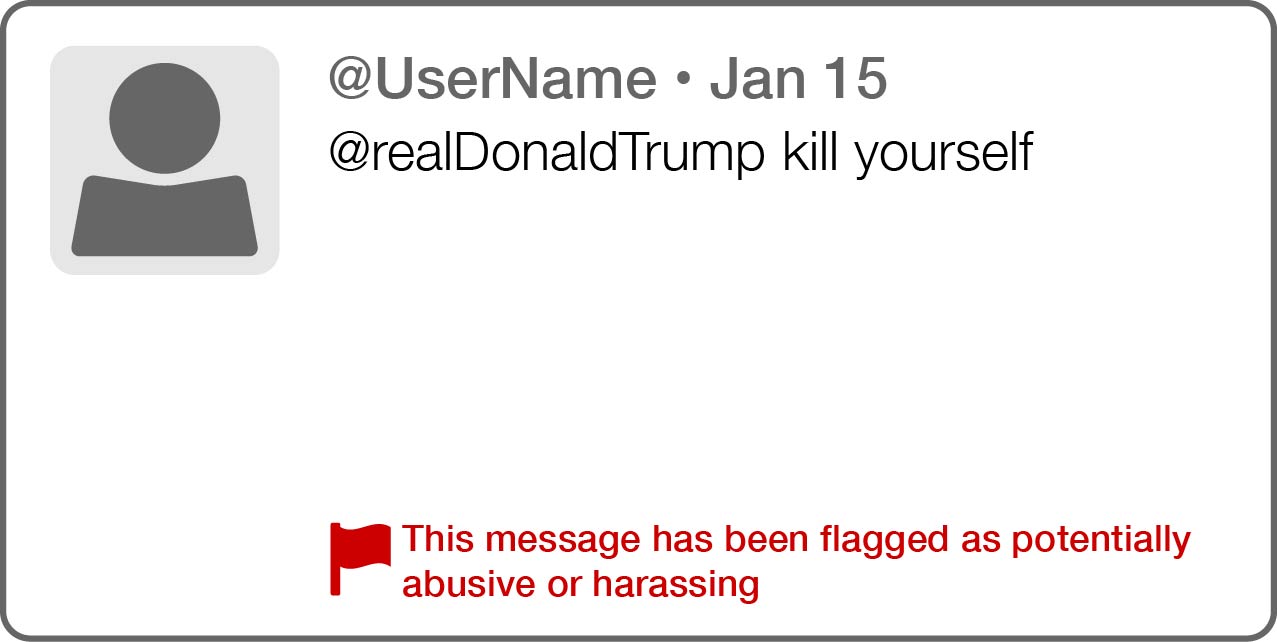 @UserName • Jan 15
@realDonaldTrump kill yourself
This message has been flagged as potentially
abusive or harassing